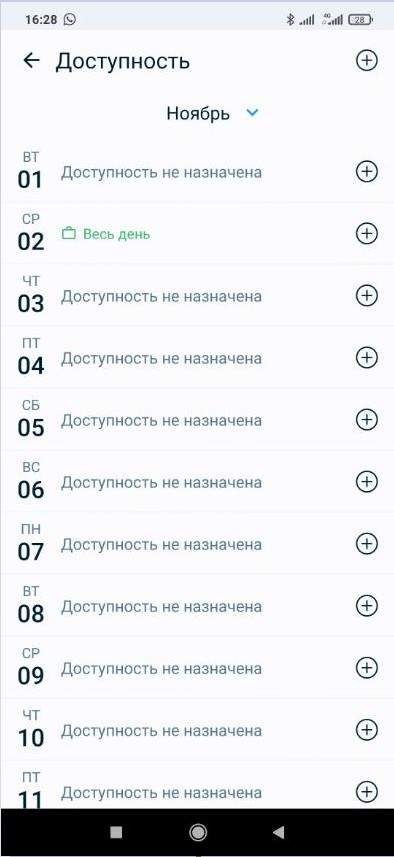 16:28 4G 28
Доступность
Ноябрь
ВТ
01 Доступность не назначена
СР
02 Весь день
ЧТ
03 Доступность не назначена
ПТ
04 Доступность не назначена
СБ
05 Доступность не назначена
ВС
06 Доступность не назначена
ПН
07 Доступность не назначена
ВТ
08 Доступность не назначена
СР
09 Доступность не назначена
ЧТ
10 Доступность не назначена
ПТ
11 Доступность не назначена